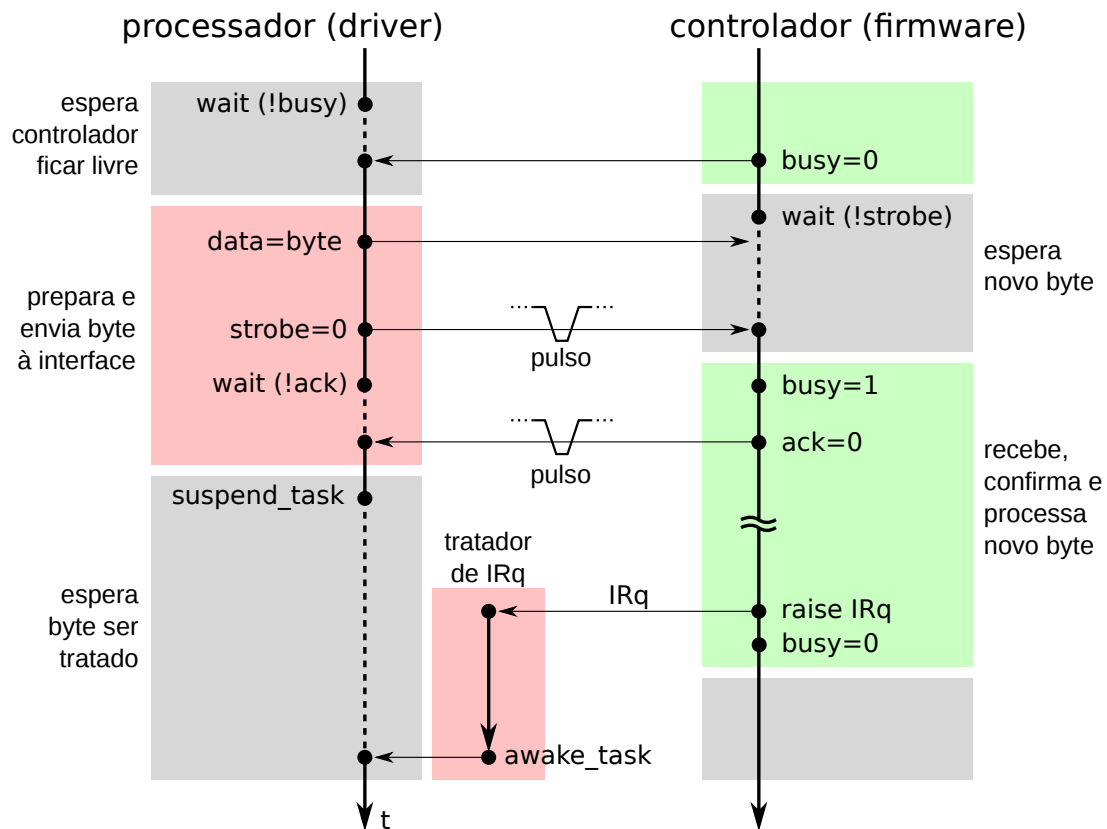 processador (driver)
controlador (firmware)
espera
controlador
ficar livre
wait (!busy)
busy=0
wait (!strobe)
data=byte
espera
novo byte
prepara e
envia byte
à interface
strobe=0
pulso
wait (!ack)
busy=1
ack=0
pulso
recebe,
confirma e
processa
novo byte
suspend_task
tratador
de IRq
espera
byte ser
tratado
IRq
raise IRq
busy=0
awake_task
t